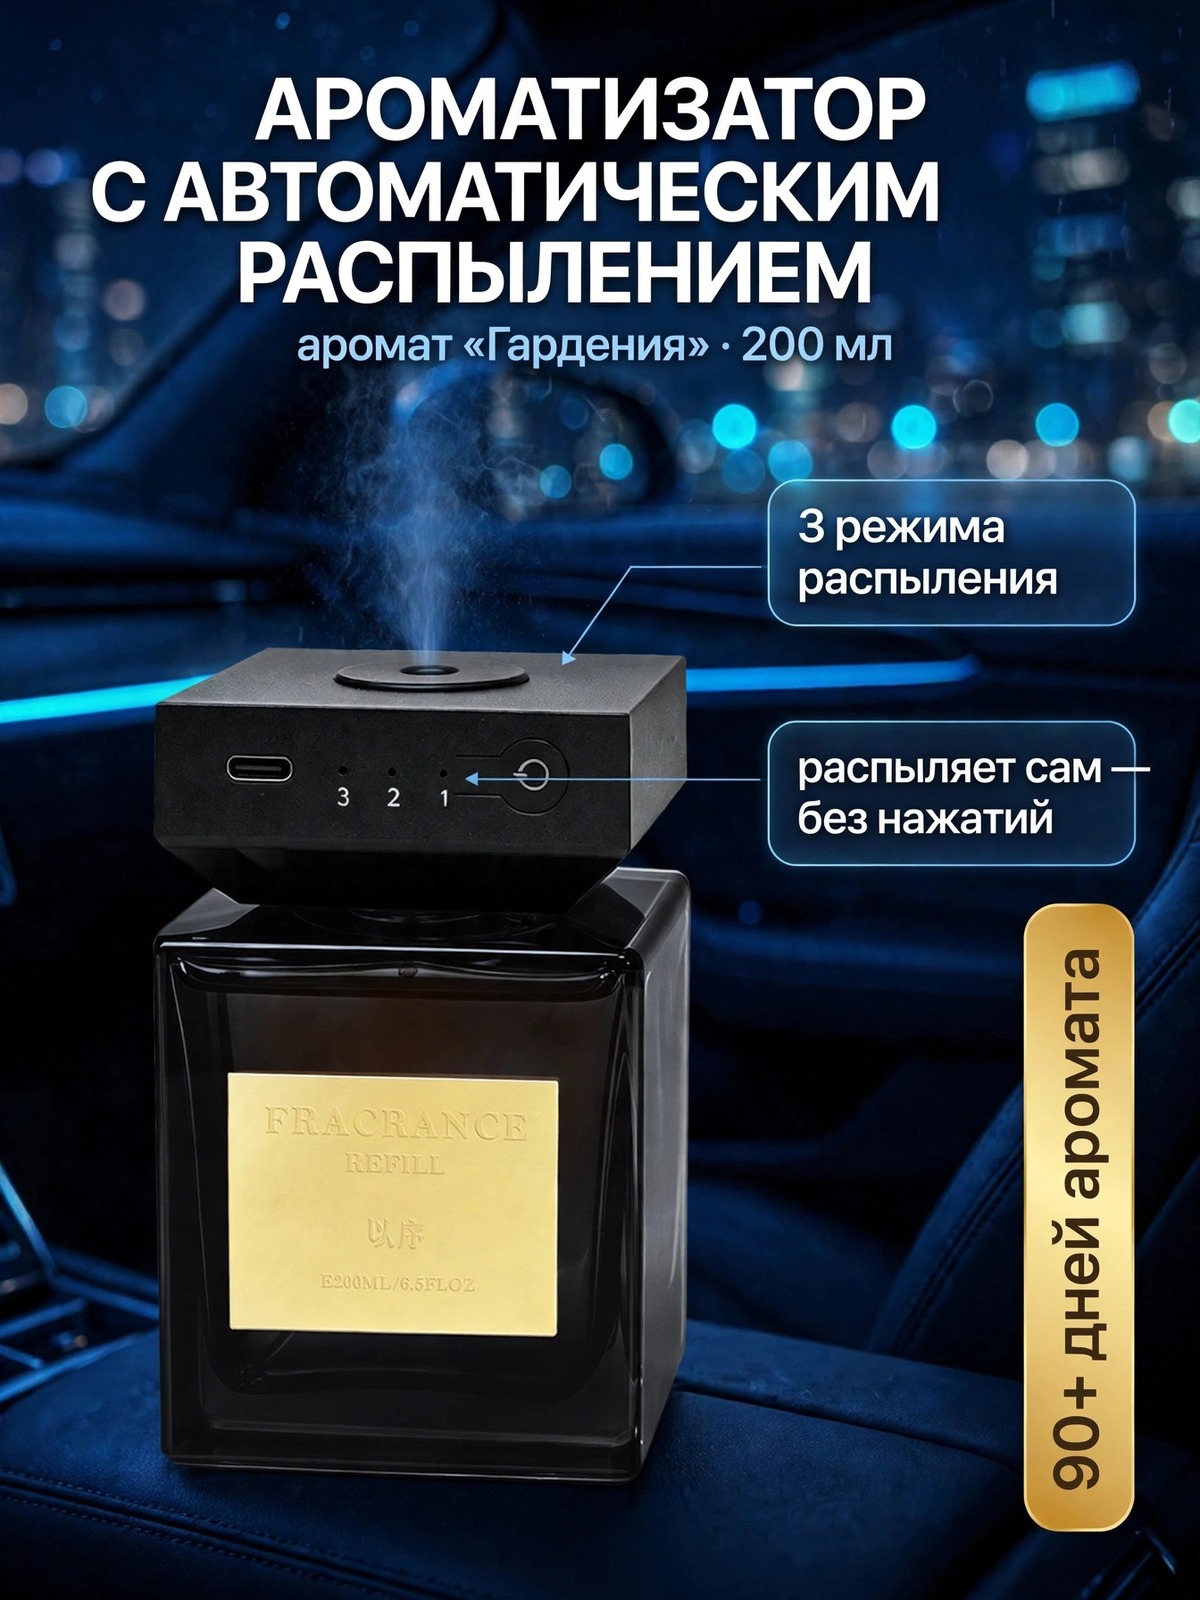 АРОМАТИЗАТОР
С АВТОМАТИЧЕСКИМ
РАСПЫЛЕНИЕМ
аромат «Гардения» · 200 мл
3 режима
распыления
распыляет сам —
без нажатий
3 2 1
FRACRANCE
REFILL
以序
E200ML/6.5FLOZ
90+ дней аромата